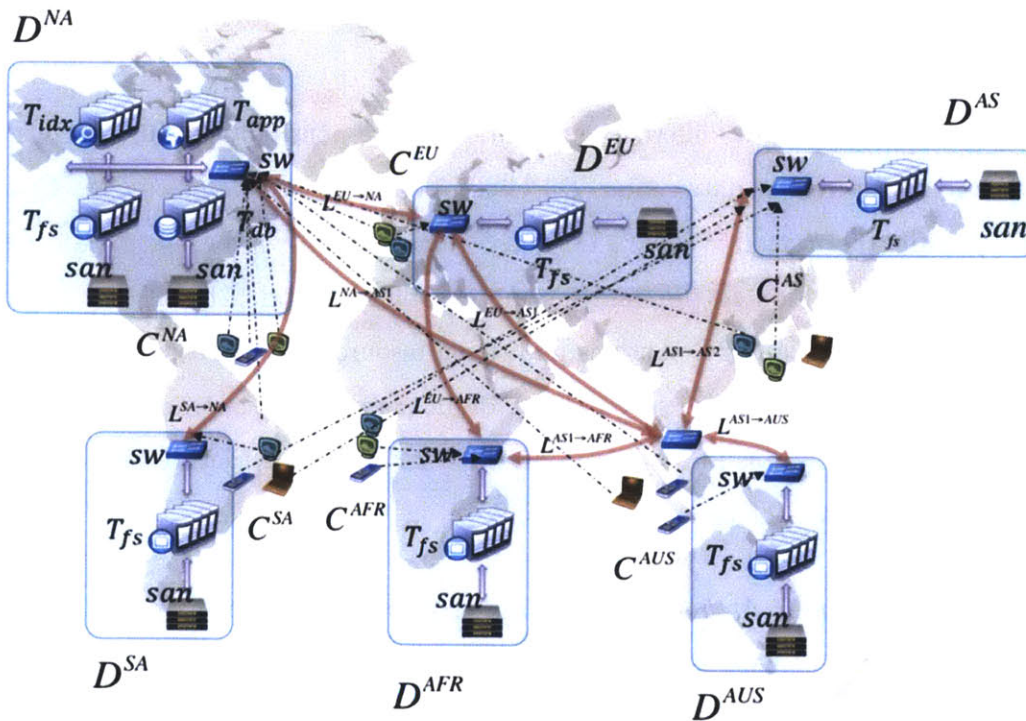 D^NA
D^AS
T_idx
T_app
C^EU
D^EU
sw
sw
L^EU→NA
sw
T_fs
T_db
T_fs
san
T_fs
san
san
san
L^NA→AS1
L^EU→AS1
C^AS
C^NA
L^AS1→AS2
L^SA→NA
L^EU→AFR
L^AS1→AFR
L^AS1→AUS
sw
sw
sw
C^SA
C^AFR
T_fs
T_fs
C^AUS
T_fs
san
san
san
D^SA
D^AFR
D^AUS